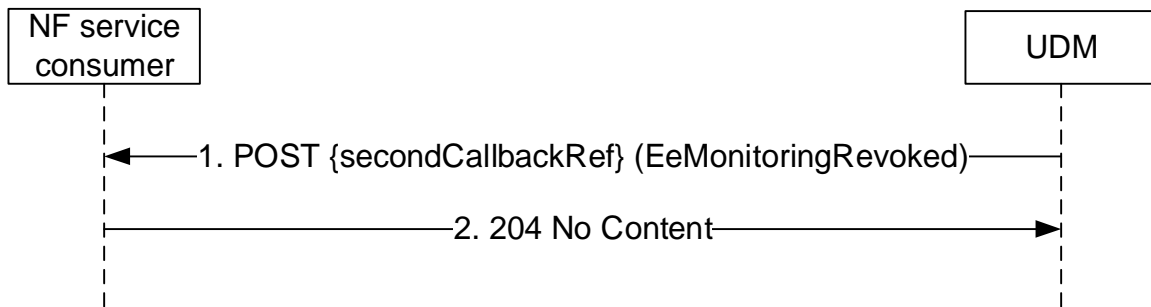 NF service
consumer
UDM
1. POST {secondCallbackRef} (EeMonitoringRevoked)
2. 204 No Content